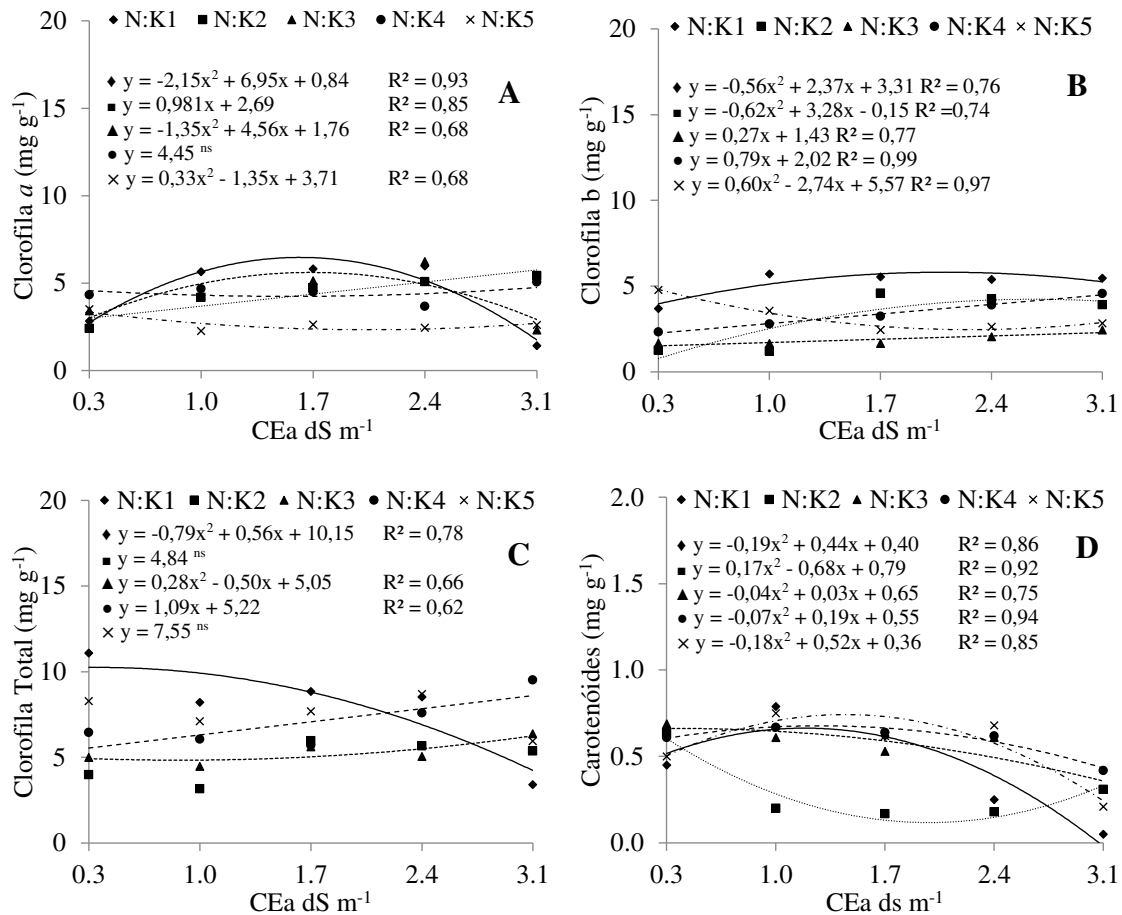 ◆ N:K1 ■ N:K2 ▲ N:K3 ● N:K4 × N:K5
A
◆ y = -2,15x² + 6,95x + 0,84 R² = 0,93
■ y = 0,981x + 2,69 R² = 0,85
▲ y = -1,35x² + 4,56x + 1,76 R² = 0,68
● y = 4,45 ns
× y = 0,33x² - 1,35x + 3,71 R² = 0,68
Clorofila a (mg g-1)
20
15
10
5
0
0.3 1.0 1.7 2.4 3.1
CEa dS m-1
◆ N:K1 ■ N:K2 ▲ N:K3 ● N:K4 × N:K5
B
◆ y = -0,56x² + 2,37x + 3,31 R² = 0,76
■ y = -0,62x² + 3,28x - 0,15 R² =0,74
▲ y = 0,27x + 1,43 R² = 0,77
● y = 0,79x + 2,02 R² = 0,99
× y = 0,60x² - 2,74x + 5,57 R² = 0,97
Clorofila b (mg g-1)
20
15
10
5
0
0.3 1.0 1.7 2.4 3.1
CEa dS m-1
◆ N:K1 ■ N:K2 ▲ N:K3 ● N:K4 × N:K5
C
◆ y = -0,79x² + 0,56x + 10,15 R² = 0,78
■ y = 4,84 ns
▲ y = 0,28x² - 0,50x + 5,05 R² = 0,66
● y = 1,09x + 5,22 R² = 0,62
× y = 7,55 ns
Clorofila Total (mg g-1)
20
15
10
5
0
0.3 1.0 1.7 2.4 3.1
CEa dS m-1
◆ N:K1 ■ N:K2 ▲ N:K3 ● N:K4 × N:K5
D
◆ y = -0,19x² + 0,44x + 0,40 R² = 0,86
■ y = 0,17x² - 0,68x + 0,79 R² = 0,92
▲ y = -0,04x² + 0,03x + 0,65 R² = 0,75
● y = -0,07x² + 0,19x + 0,55 R² = 0,94
× y = -0,18x² + 0,52x + 0,36 R² = 0,85
Carotenóides (mg g-1)
2.0
1.5
1.0
0.5
0.0
0.3 1.0 1.7 2.4 3.1
CEa ds m-1